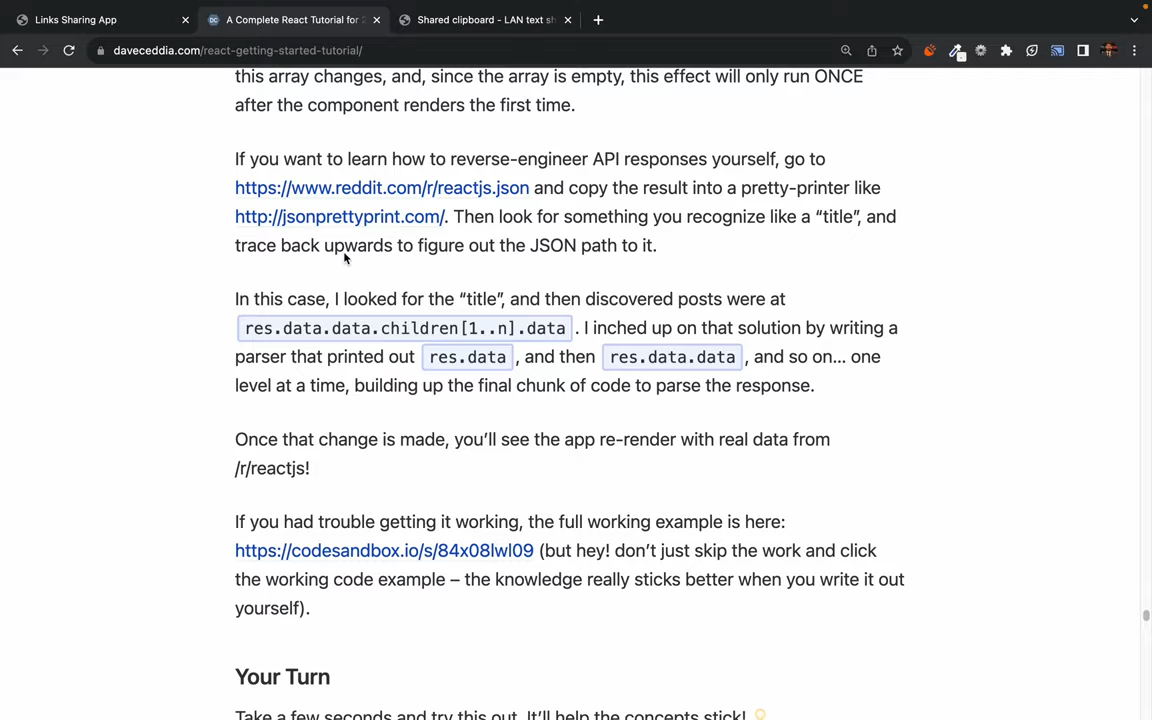 Links Sharing App
A Complete React Tutorial for 2
Shared clipboard - LAN text sh
daveceddia.com/react-getting-started-tutorial/
this array changes, and, since the array is empty, this effect will only run ONCE
after the component renders the first time.
If you want to learn how to reverse-engineer API responses yourself, go to
https://www.reddit.com/r/reactjs.json and copy the result into a pretty-printer like
http://jsonprettyprint.com/. Then look for something you recognize like a “title”, and
trace back upwards to figure out the JSON path to it.
In this case, I looked for the “title”, and then discovered posts were at
res.data.data.children[1..n].data . I inched up on that solution by writing a
parser that printed out res.data , and then res.data.data , and so on… one
level at a time, building up the final chunk of code to parse the response.
Once that change is made, you’ll see the app re-render with real data from
/r/reactjs!
If you had trouble getting it working, the full working example is here:
https://codesandbox.io/s/84x08lwl09 (but hey! don’t just skip the work and click
the working code example – the knowledge really sticks better when you write it out
yourself).
Your Turn
Take a few seconds and try this out. It’ll help the concepts stick!